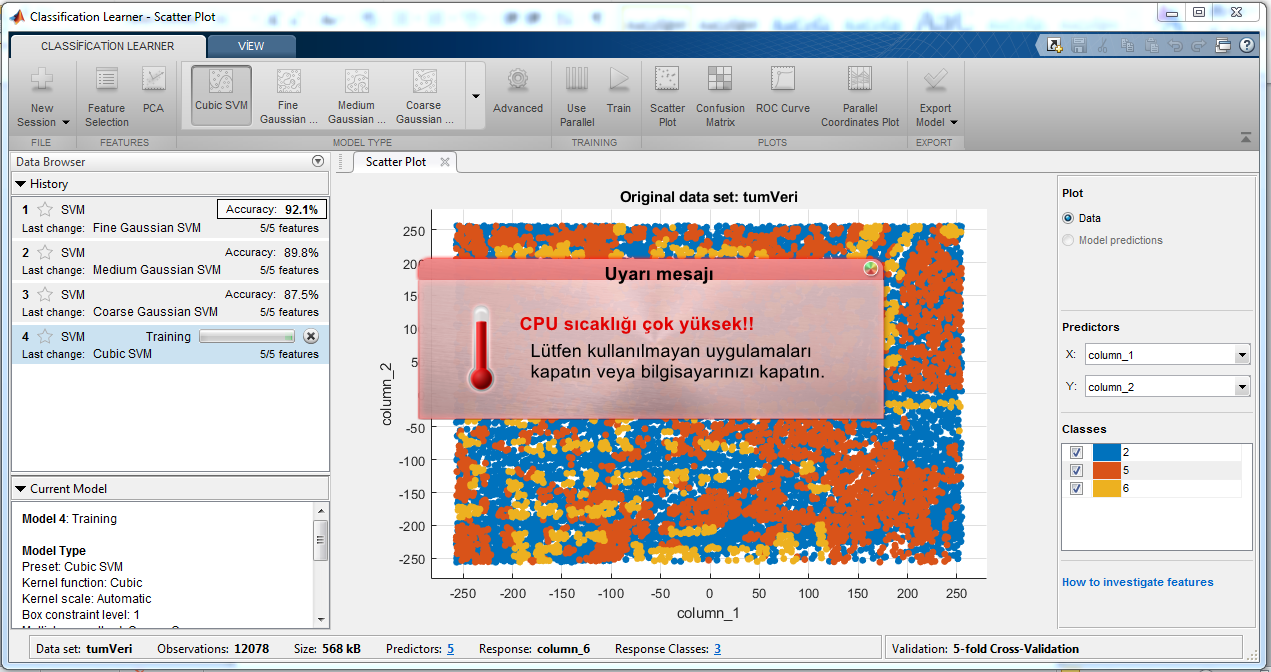 Classification Learner - Scatter Plot
CLASSİFİCATİON LEARNER
VİEW
New
Session
Feature
Selection
PCA
Cubic SVM
Fine
Gaussian ...
Medium
Gaussian ...
Coarse
Gaussian ...
Advanced
Use
Parallel
Train
Scatter
Plot
Confusion
Matrix
ROC Curve
Parallel
Coordinates Plot
Export
Model
FILE
FEATURES
MODEL TYPE
TRAINING
PLOTS
EXPORT
Data Browser
History
1 SVM Accuracy: 92.1%
Last change: Fine Gaussian SVM 5/5 features
2 SVM Accuracy: 89.8%
Last change: Medium Gaussian SVM 5/5 features
3 SVM Accuracy: 87.5%
Last change: Coarse Gaussian SVM 5/5 features
4 SVM Training
Last change: Cubic SVM 5/5 features
Current Model
Model 4: Training
Model Type
Preset: Cubic SVM
Kernel function: Cubic
Kernel scale: Automatic
Box constraint level: 1
Scatter Plot
Original data set: tumVeri
250
20
15
10
5
-50
-100
-150
-200
-250
column_2
-250 -200 -150 -100 -50 0 50 100 150 200 250
column_1
Uyarı mesajı
CPU sıcaklığı çok yüksek!!
Lütfen kullanılmayan uygulamaları
kapatın veya bilgisayarınızı kapatın.
Plot
Data
Model predictions
Predictors
X: column_1
Y: column_2
Classes
2
5
6
How to investigate features
Data set: tumVeri Observations: 12078 Size: 568 kB Predictors: 5 Response: column_6 Response Classes: 3
Validation: 5-fold Cross-Validation